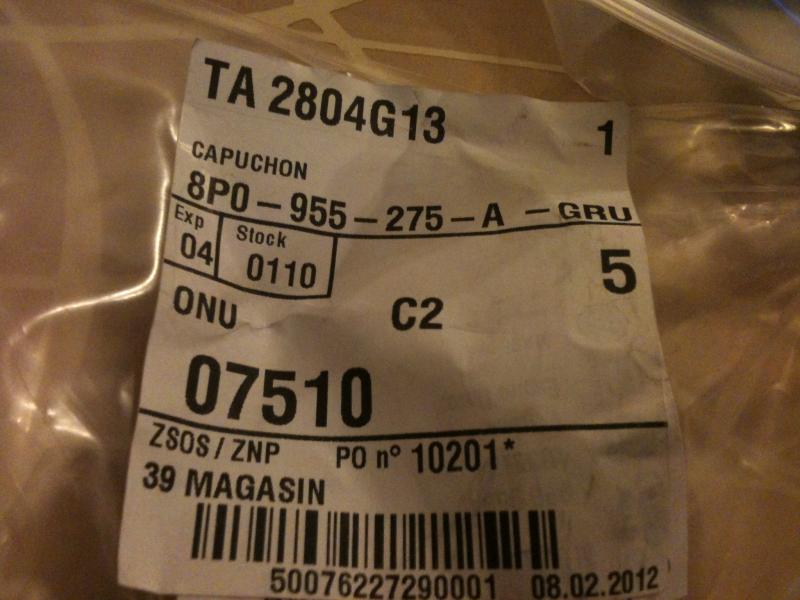 TA 2804G13 1
CAPUCHON
8P0-955-275-A -GRU
Exp Stock
04 0110 5
ONU C2
07510
ZSOS / ZNP PO n° 10201*
39 MAGASIN
50076227290001 08.02.2012